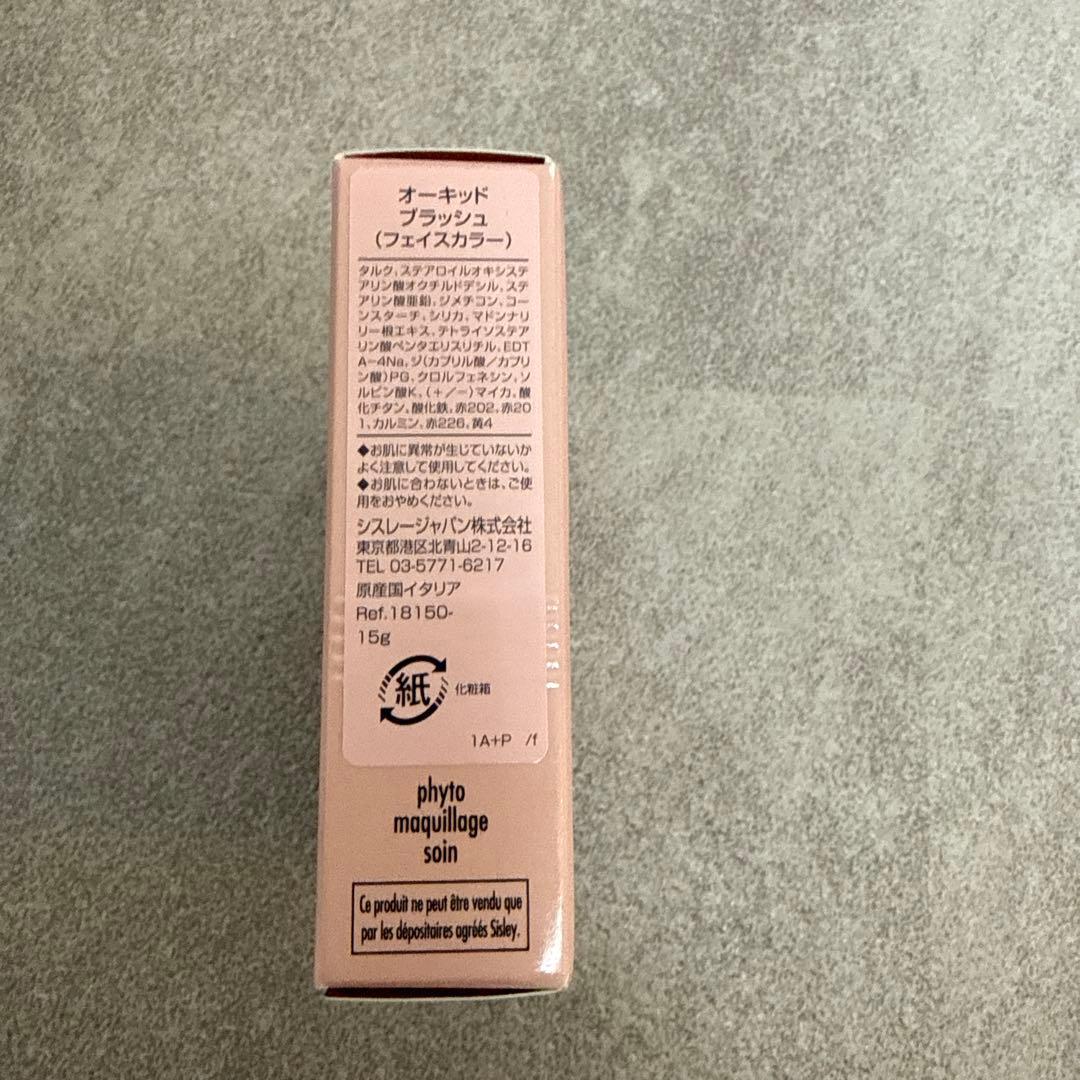 オーキッド
ブラッシュ
(フェイスカラー)
タルク、ステアロイルオキシステ
アリン酸オクチルドデシル、ステ
アリン酸亜鉛、ジメチコン、コー
ンスターチ、シリカ、マドンナリ
リー根エキス、テトライソステア
リン酸ペンタエリスリチル、EDT
A-4Na、ジ(カプリル酸/カプリ
ン酸)PG、クロルフェネシン、ソ
ルビン酸K、(+/-)マイカ、酸
化チタン、酸化鉄、赤202、赤20
1、カルミン、赤226、黄4
◆お肌に異常が生じていないか
よく注意して使用してください。
◆お肌に合わないときは、ご使
用をおやめください。
シスレージャパン株式会社
東京都港区北青山2-12-16
TEL 03-5771-6217
原産国イタリア
Ref.18150-
15g
紙 化粧箱
1A+P /f
phyto
maquillage
soin
Ce produit ne peut être vendu que
par les dépositaires agréés Sisley.